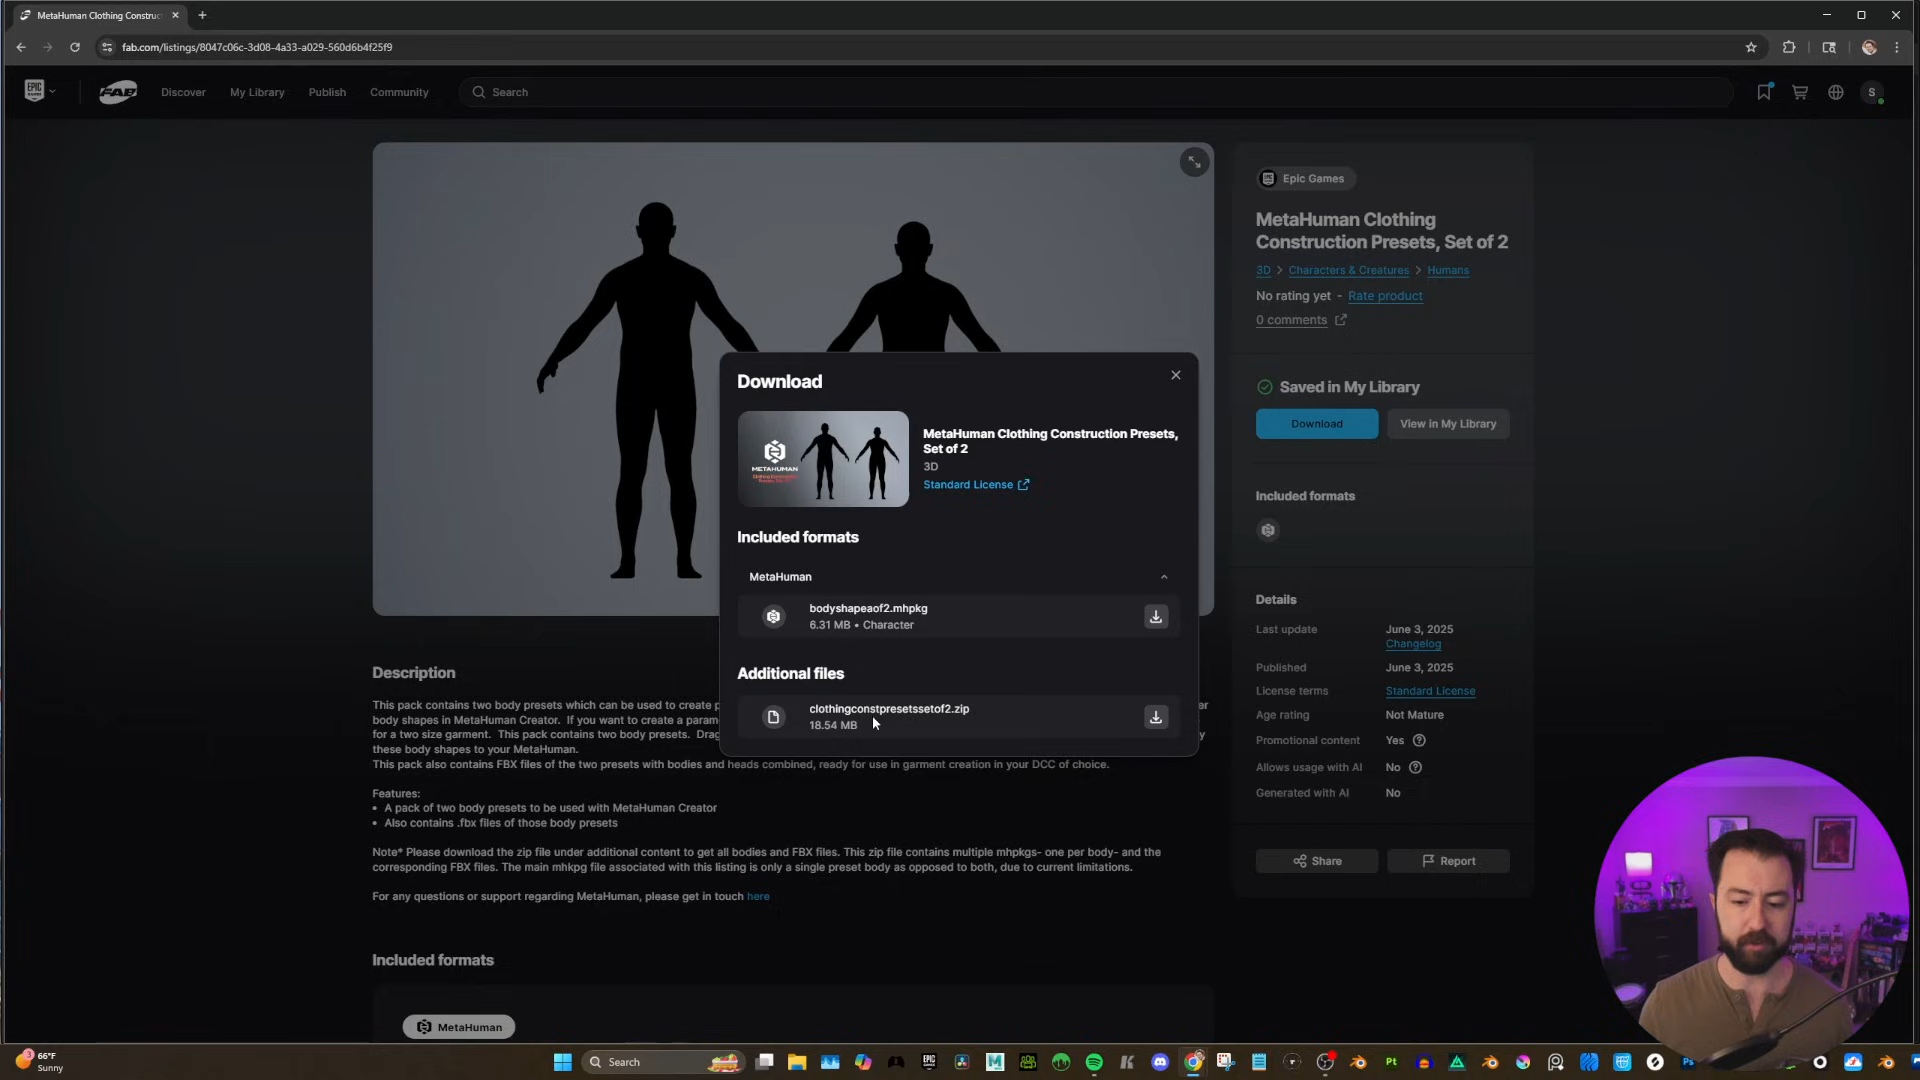 MetaHuman Clothing Construc
fab.com/listings/8047c06c-3d08-4a33-a029-560d6b4f25f9
EPIC GAMES
FAB
Discover
My Library
Publish
Community
Search
S
Epic Games
MetaHuman Clothing
Construction Presets, Set of 2
3D > Characters & Creatures > Humans
No rating yet - Rate product
0 comments
Saved in My Library
Download
View in My Library
Included formats
Details
Last update June 3, 2025
Changelog
Published June 3, 2025
License terms Standard License
Age rating Not Mature
Promotional content Yes
Allows usage with AI No
Generated with AI No
Share
Report
Download
METAHUMAN
MetaHuman Clothing Construction Presets,
Set of 2
3D
Standard License
Included formats
MetaHuman
bodyshapeaof2.mhpkg
6.31 MB • Character
Additional files
clothingconstpresetssetof2.zip
18.54 MB
Description
This pack contains two body presets which can be used to create p
body shapes in MetaHuman Creator. If you want to create a param
for a two size garment. This pack contains two body presets. Drag
these body shapes to your MetaHuman.
This pack also contains FBX files of the two presets with bodies and heads combined, ready for use in garment creation in your DCC of choice.
Features:
• A pack of two body presets to be used with MetaHuman Creator
• Also contains .fbx files of those body presets
Note* Please download the zip file under additional content to get all bodies and FBX files. This zip file contains multiple mhpkgs- one per body- and the
corresponding FBX files. The main mhkpg file associated with this listing is only a single preset body as opposed to both, due to current limitations.
For any questions or support regarding MetaHuman, please get in touch here
Included formats
MetaHuman
66°F
Sunny
Search